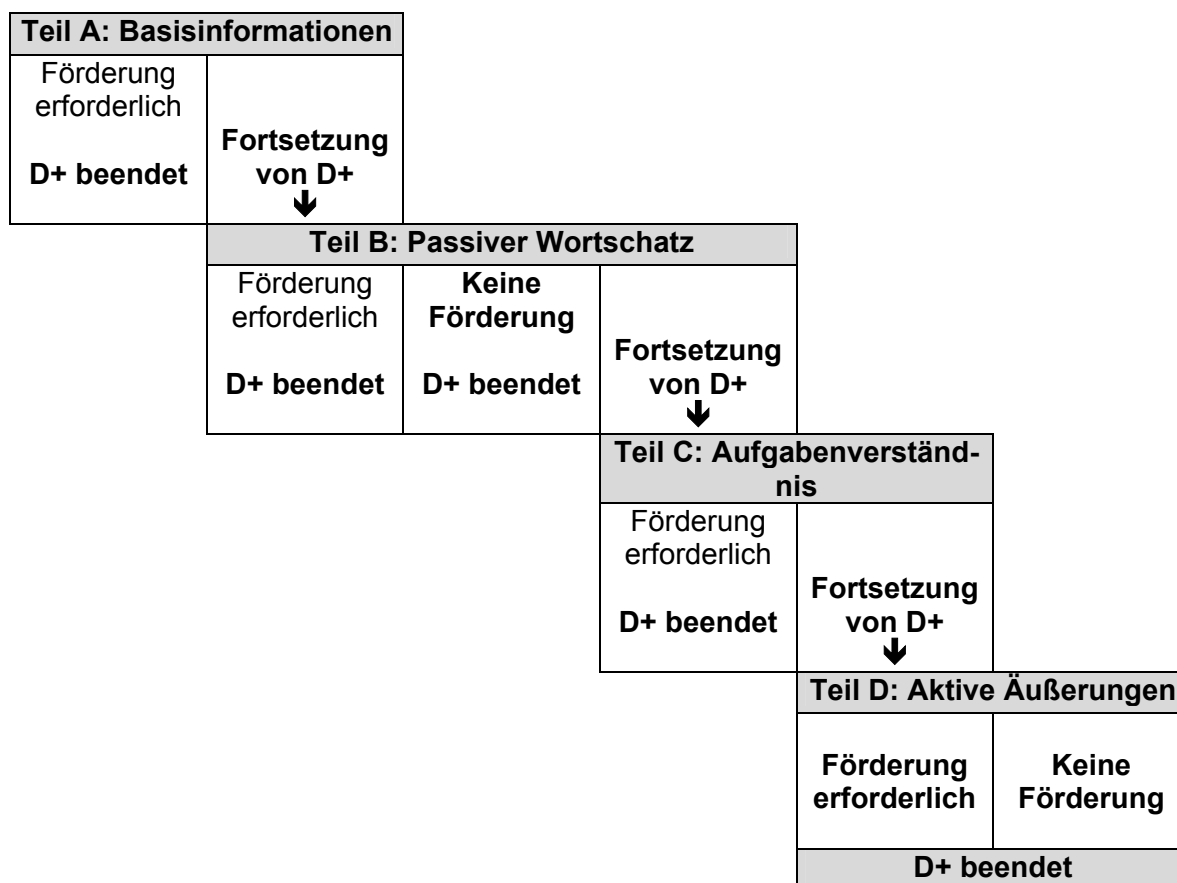 Teil A: Basisinformationen
Förderung
erforderlich
D+ beendet
Fortsetzung
von D+
Teil B: Passiver Wortschatz
Förderung
erforderlich
D+ beendet
Keine
Förderung
D+ beendet
Fortsetzung
von D+
Teil C: Aufgabenverständ-
nis
Förderung
erforderlich
D+ beendet
Fortsetzung
von D+
Teil D: Aktive Äußerungen
Förderung
erforderlich
Keine
Förderung
D+ beendet